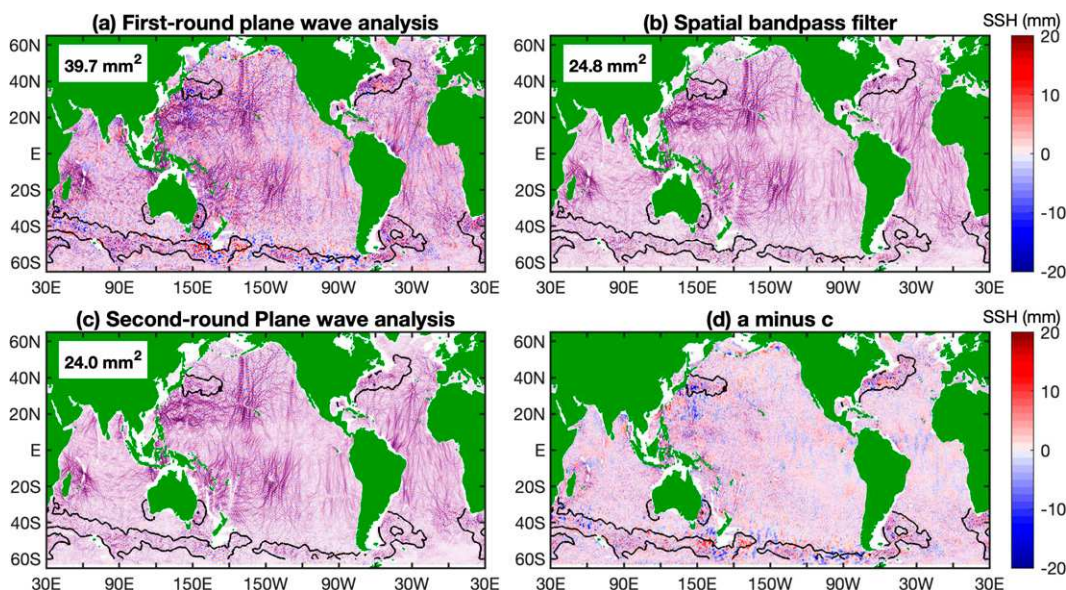 (a) First-round plane wave analysis
(b) Spatial bandpass filter
SSH (mm)
60N
40N
20N
E
20S
40S
60S
39.7 mm²
30E 90E 150E 150W 90W 30W 30E
60N
40N
20N
E
20S
40S
60S
24.8 mm²
30E 90E 150E 150W 90W 30W 30E
20
10
0
-10
-20
(c) Second-round Plane wave analysis
(d) a minus c
SSH (mm)
60N
40N
20N
E
20S
40S
60S
24.0 mm²
30E 90E 150E 150W 90W 30W 30E
60N
40N
20N
E
20S
40S
60S
30E 90E 150E 150W 90W 30W 30E
20
10
0
-10
-20